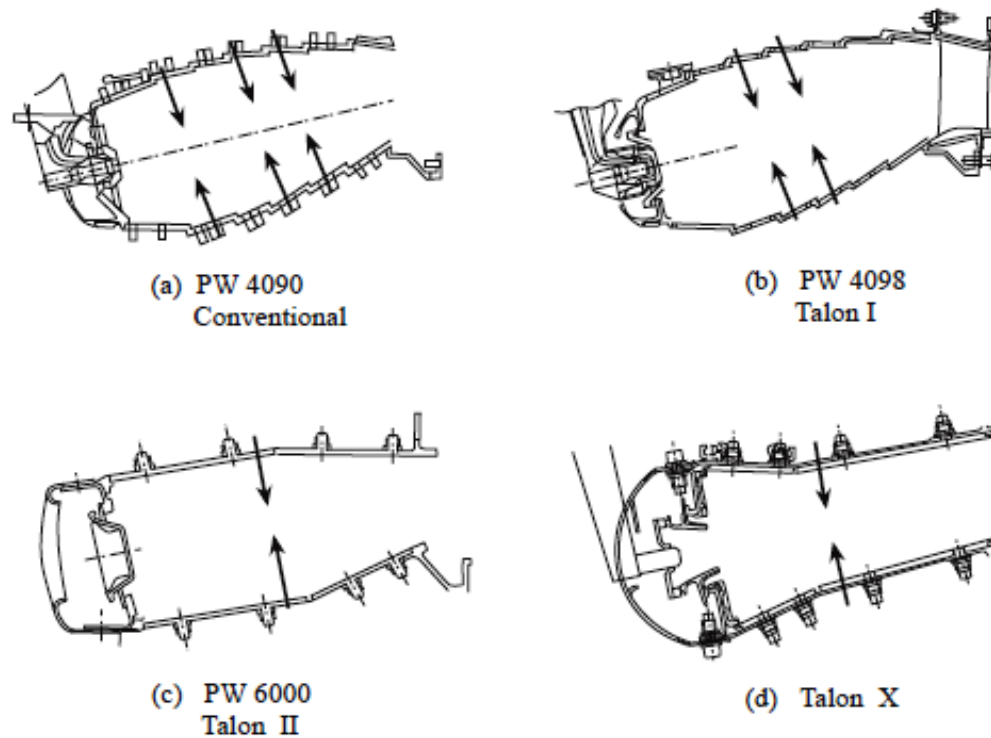 (a) PW 4090
Conventional
(b) PW 4098
Talon I
(c) PW 6000
Talon II
(d) Talon X